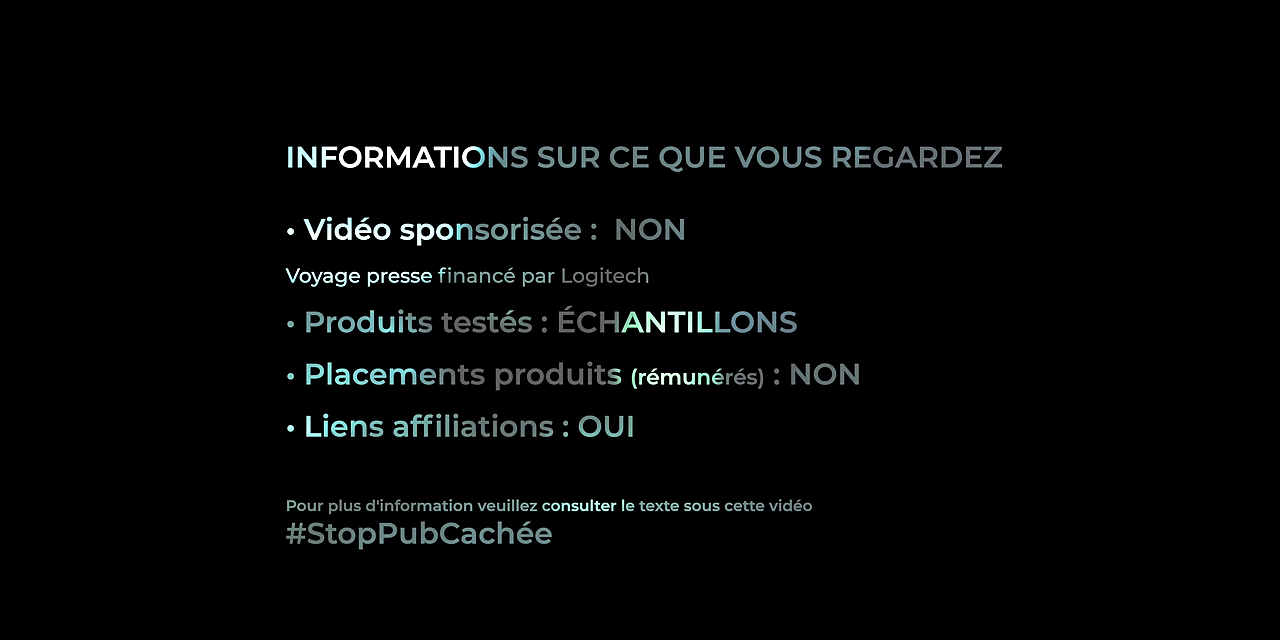 INFORMATIONS SUR CE QUE VOUS REGARDEZ
• Vidéo sponsorisée : NON
Voyage presse financé par Logitech
• Produits testés : ÉCHANTILLONS
• Placements produits (rémunérés) : NON
• Liens affiliations : OUI
Pour plus d'information veuillez consulter le texte sous cette vidéo
#StopPubCachée